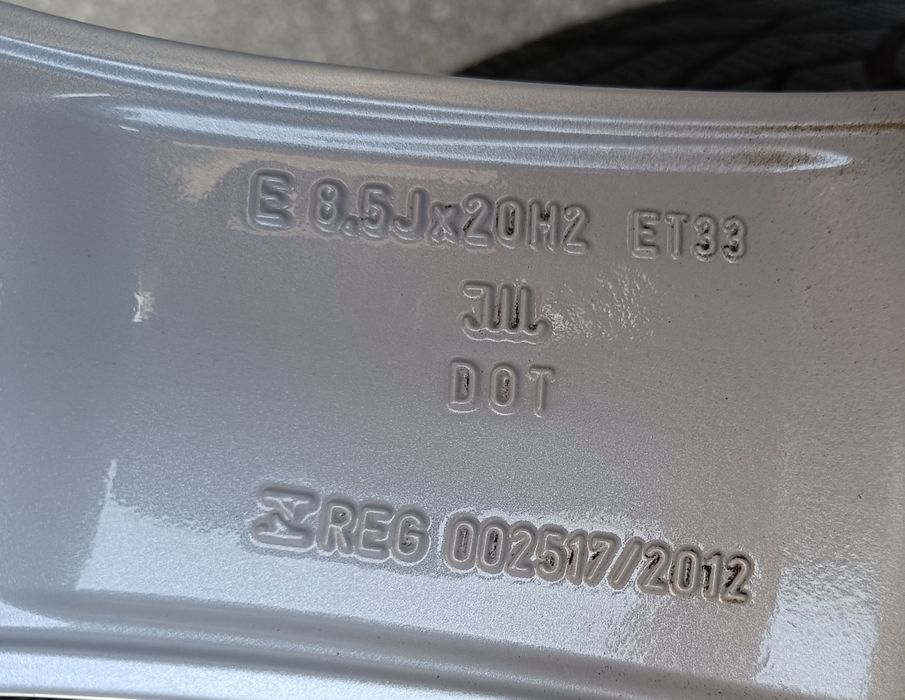 E 8.5Jx20H2 ET33
JWL
DOT
REG 002517/2012